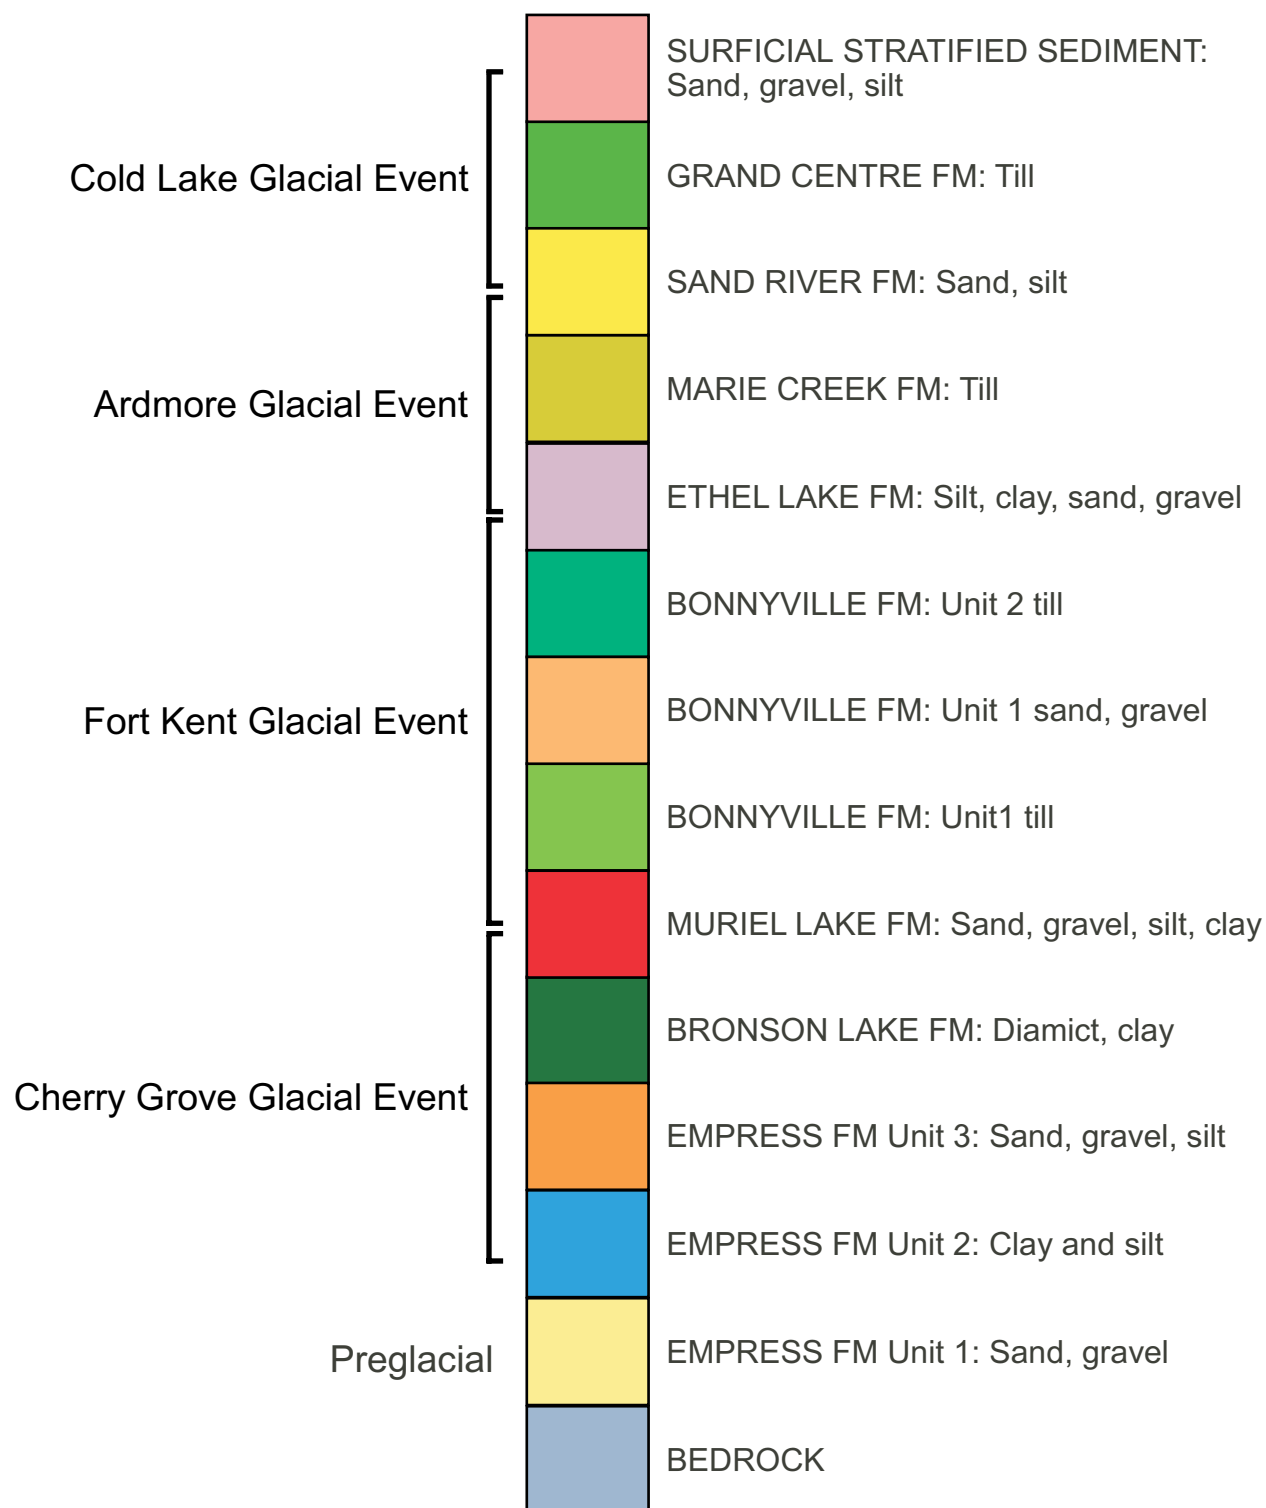 SURFICIAL STRATIFIED SEDIMENT:
Sand, gravel, silt
Cold Lake Glacial Event
GRAND CENTRE FM: Till
SAND RIVER FM: Sand, silt
Ardmore Glacial Event
MARIE CREEK FM: Till
ETHEL LAKE FM: Silt, clay, sand, gravel
BONNYVILLE FM: Unit 2 till
Fort Kent Glacial Event
BONNYVILLE FM: Unit 1 sand, gravel
BONNYVILLE FM: Unit1 till
MURIEL LAKE FM: Sand, gravel, silt, clay
BRONSON LAKE FM: Diamict, clay
Cherry Grove Glacial Event
EMPRESS FM Unit 3: Sand, gravel, silt
EMPRESS FM Unit 2: Clay and silt
Preglacial
EMPRESS FM Unit 1: Sand, gravel
BEDROCK